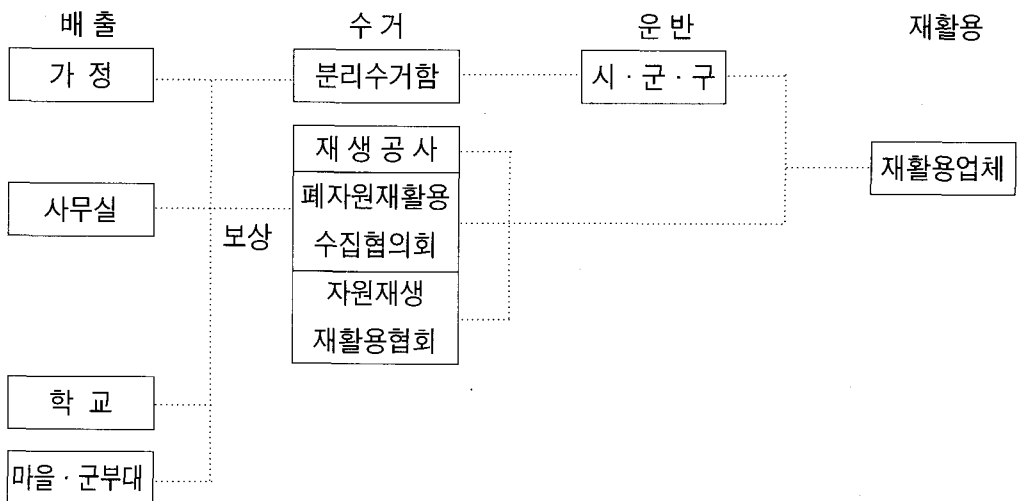 배 출 수 거 운 반 재활용
가 정 분리수거함 시 · 군 · 구
재 생 공 사
재활용업체
폐자원재활용
사무실
보상
수집협의회
자원재생
재활용협회
학 교
마을 · 군부대